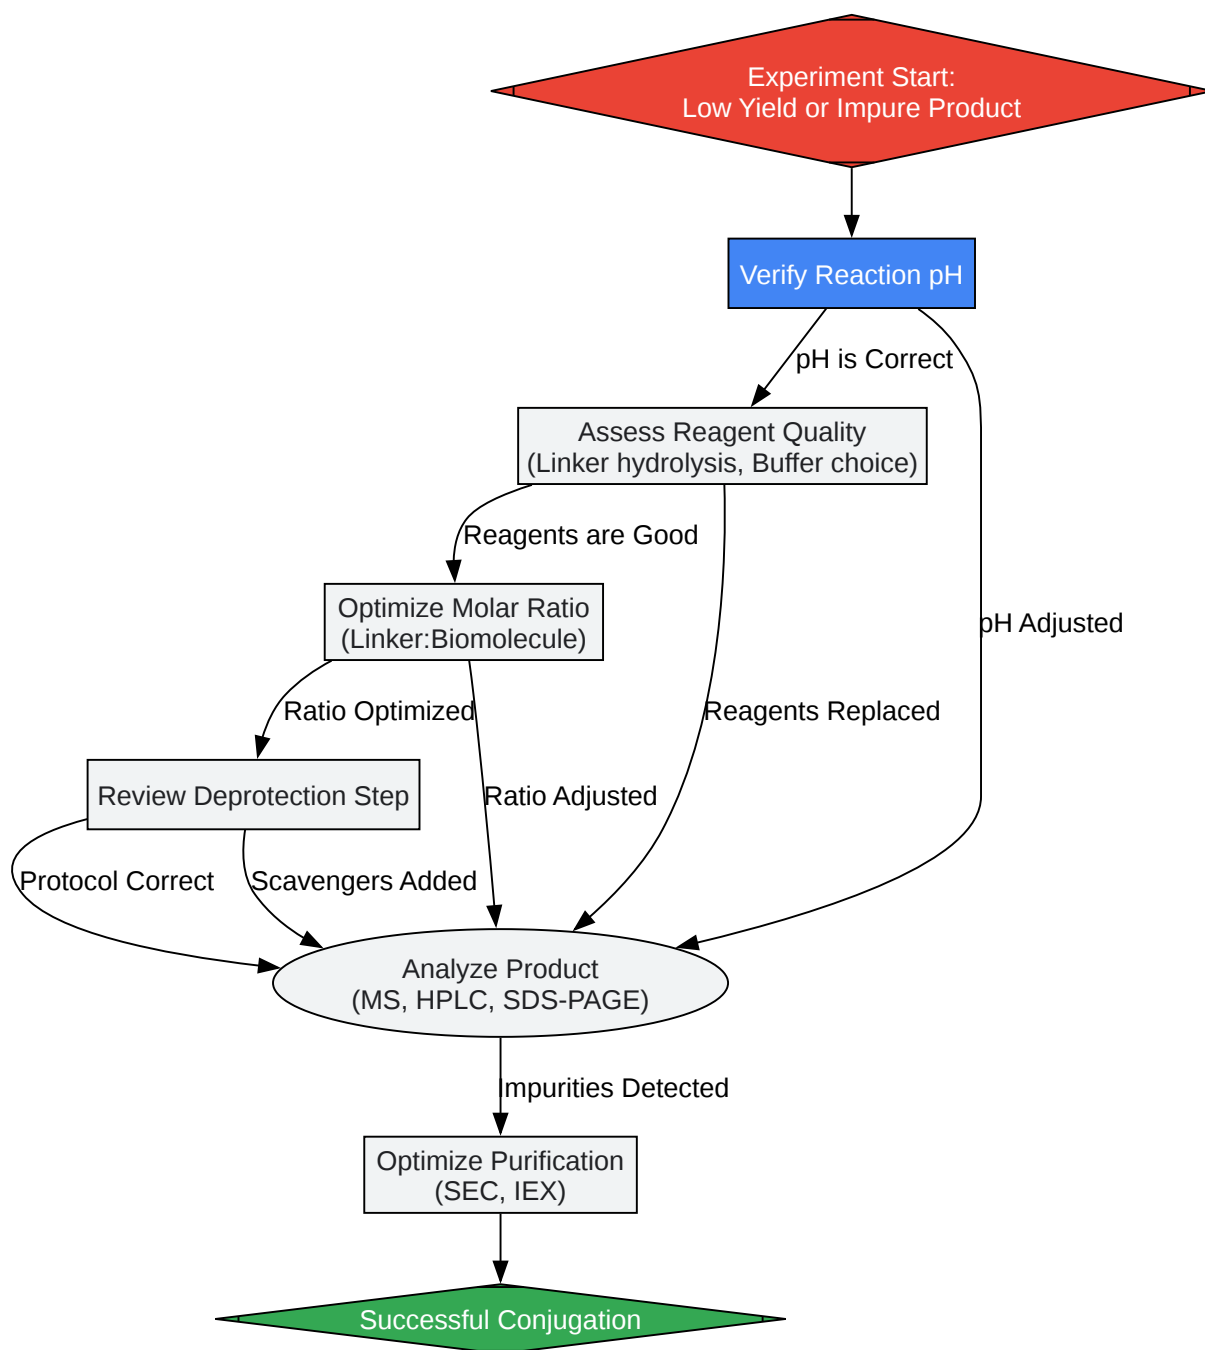 Experiment Start:
Low Yield or Impure Product
Verify Reaction pH
pH is Correct
Assess Reagent Quality
(Linker hydrolysis, Buffer choice)
Reagents are Good
Optimize Molar Ratio
(Linker:Biomolecule)
pH Adjusted
Ratio Optimized
Reagents Replaced
Review Deprotection Step
Ratio Adjusted
Protocol Correct
Scavengers Added
Analyze Product
(MS, HPLC, SDS-PAGE)
Impurities Detected
Optimize Purification
(SEC, IEX)
Successful Conjugation